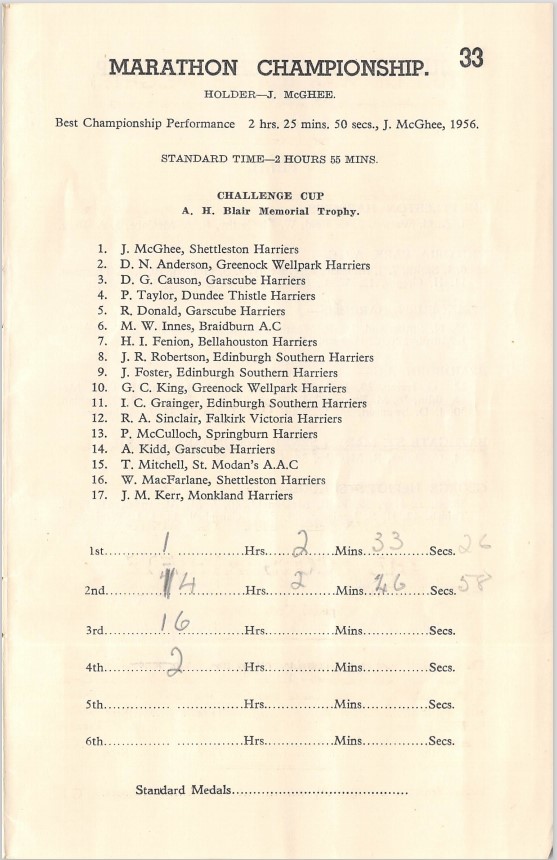 33
MARATHON CHAMPIONSHIP.
HOLDER—J. McGHEE.
Best Championship Performance 2 hrs. 25 mins. 50 secs., J. McGhee, 1956.
STANDARD TIME—2 HOURS 55 MINS.
CHALLENGE CUP
A. H. Blair Memorial Trophy.
1. J. McGhee, Shettleston Harriers
2. D. N. Anderson, Greenock Wellpark Harriers
3. D. G. Causon, Garscube Harriers
4. P. Taylor, Dundee Thistle Harriers
5. R. Donald, Garscube Harriers
6. M. W. Innes, Braidburn A.C
7. H. I. Fenion, Bellahouston Harriers
8. J. R. Robertson, Edinburgh Southern Harriers
9. J. Foster, Edinburgh Southern Harriers
10. G. C. King, Greenock Wellpark Harriers
11. I. C. Grainger, Edinburgh Southern Harriers
12. R. A. Sinclair, Falkirk Victoria Harriers
13. P. McCulloch, Springburn Harriers
14. A. Kidd, Garscube Harriers
15. T. Mitchell, St. Modan's A.A.C
16. W. MacFarlane, Shettleston Harriers
17. J. M. Kerr, Monkland Harriers
1st............1 ................Hrs.....2......Mins. 33 ......Secs. 26
2nd............14............Hrs.....2......Mins.......Secs. 58
3rd............16............Hrs.................Mins.............Secs.
4th............2............Hrs.................Mins.............Secs.
5th............ ................Hrs.................Mins.............Secs.
6th............ ................Hrs.................Mins.............Secs.
Standard Medals............................................